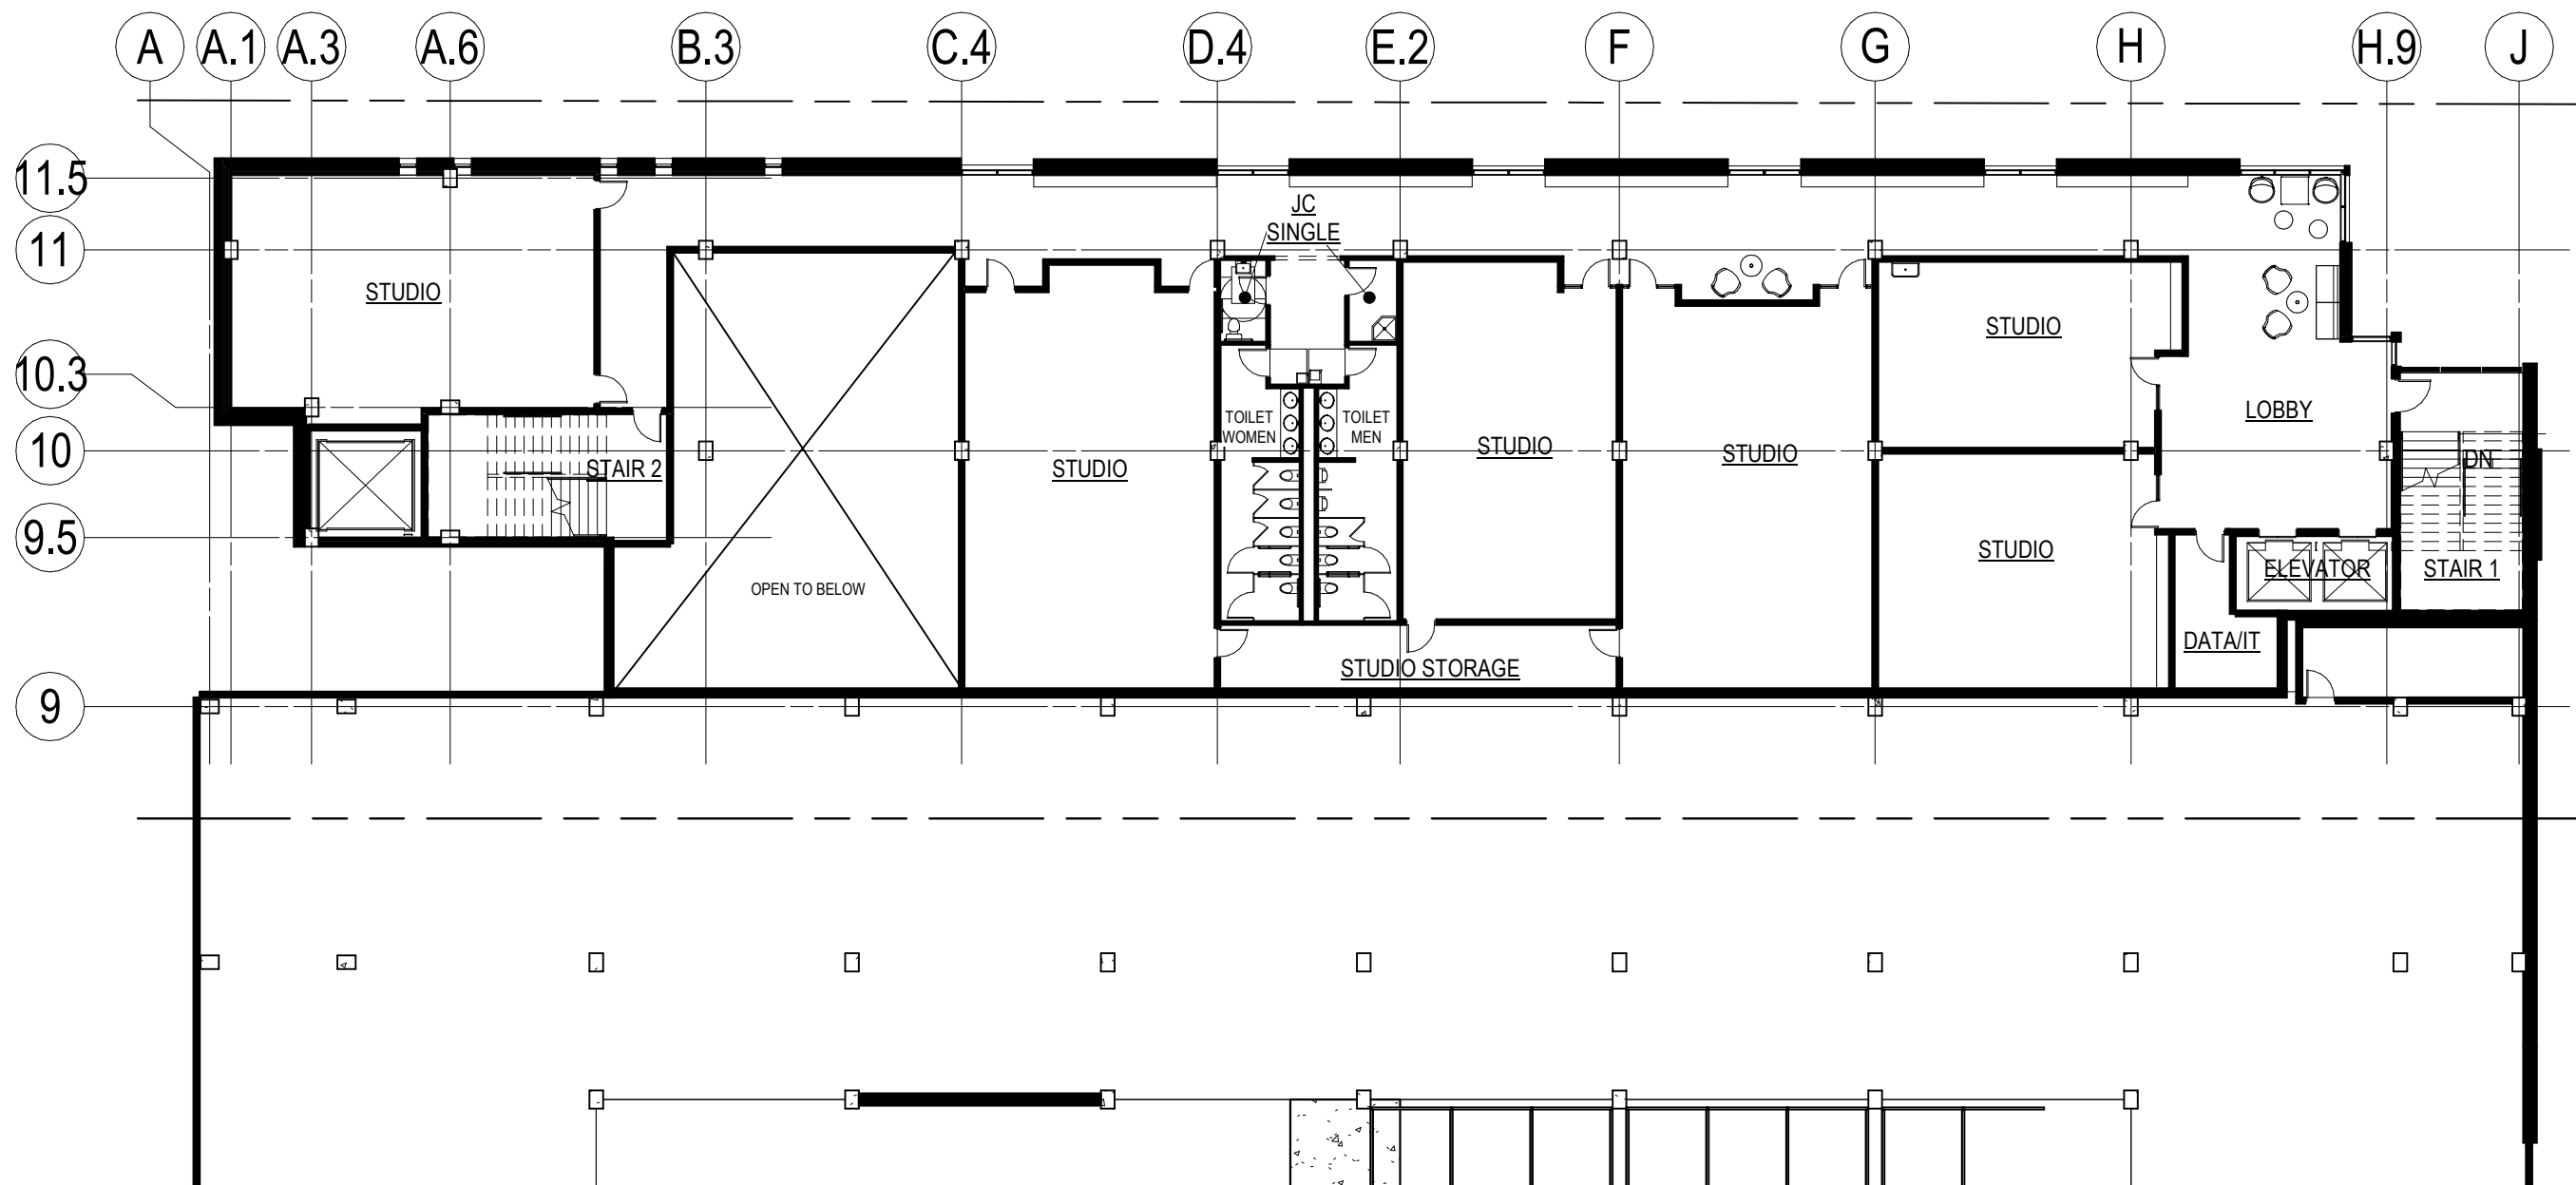 A A.1 A.3 A.6 B.3 C.4 D.4 E.2 F G H H.9 J
11.5
JC
SINGLE
11
STUDIO
STUDIO
10.3
LOBBY
TOILET
WOMEN
TOILET
MEN
10
STUDIO
STUDIO
STUDIO
STAIR 2
DN
9.5
STUDIO
ELEVATOR
STAIR 1
OPEN TO BELOW
DATA/IT
STUDIO STORAGE
9